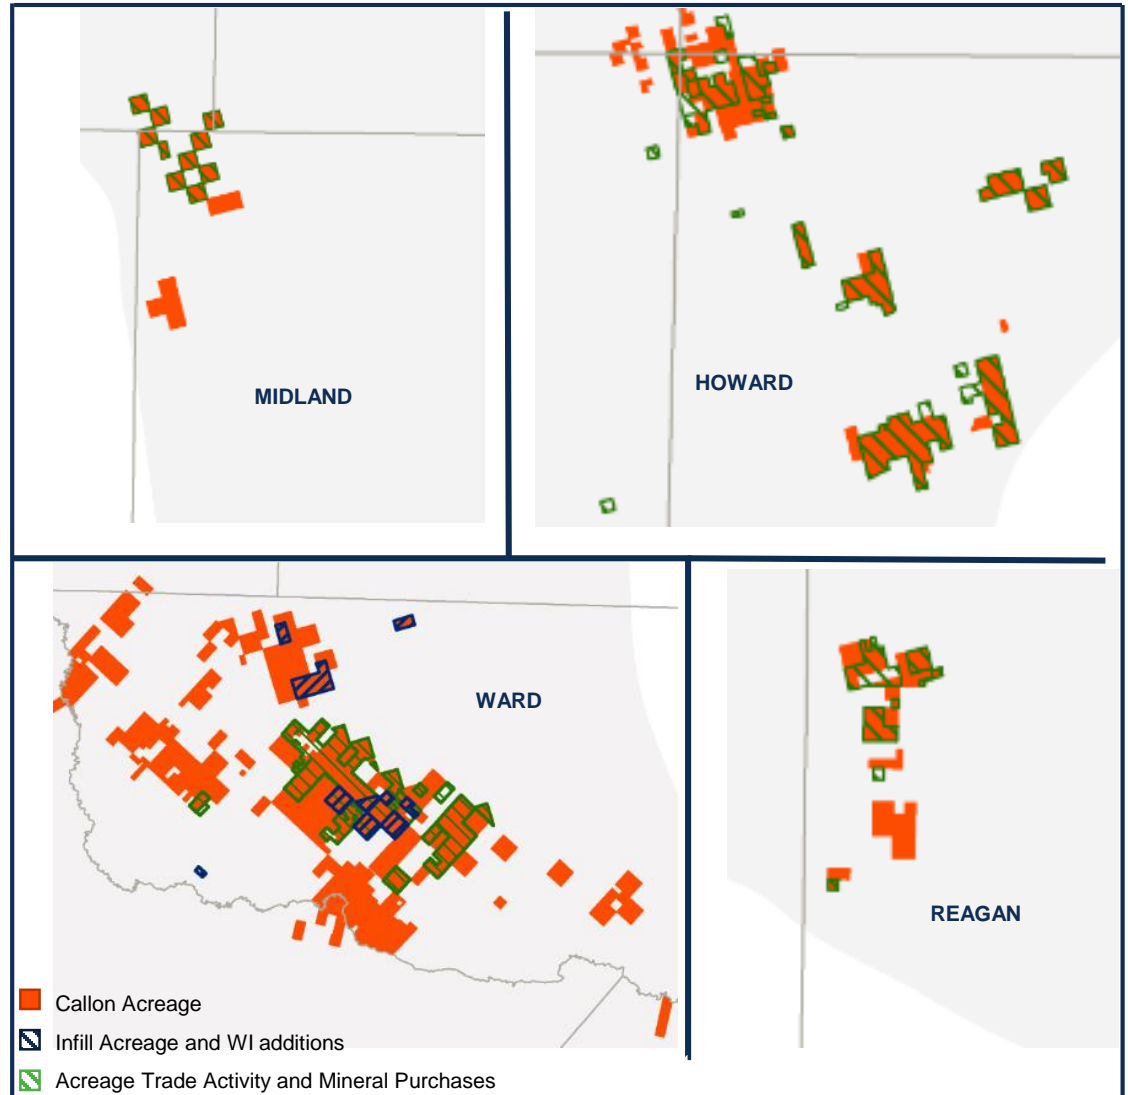 MIDLAND
HOWARD
WARD
REAGAN
Callon Acreage
Infill Acreage and WI additions
Acreage Trade Activity and Mineral Purchases